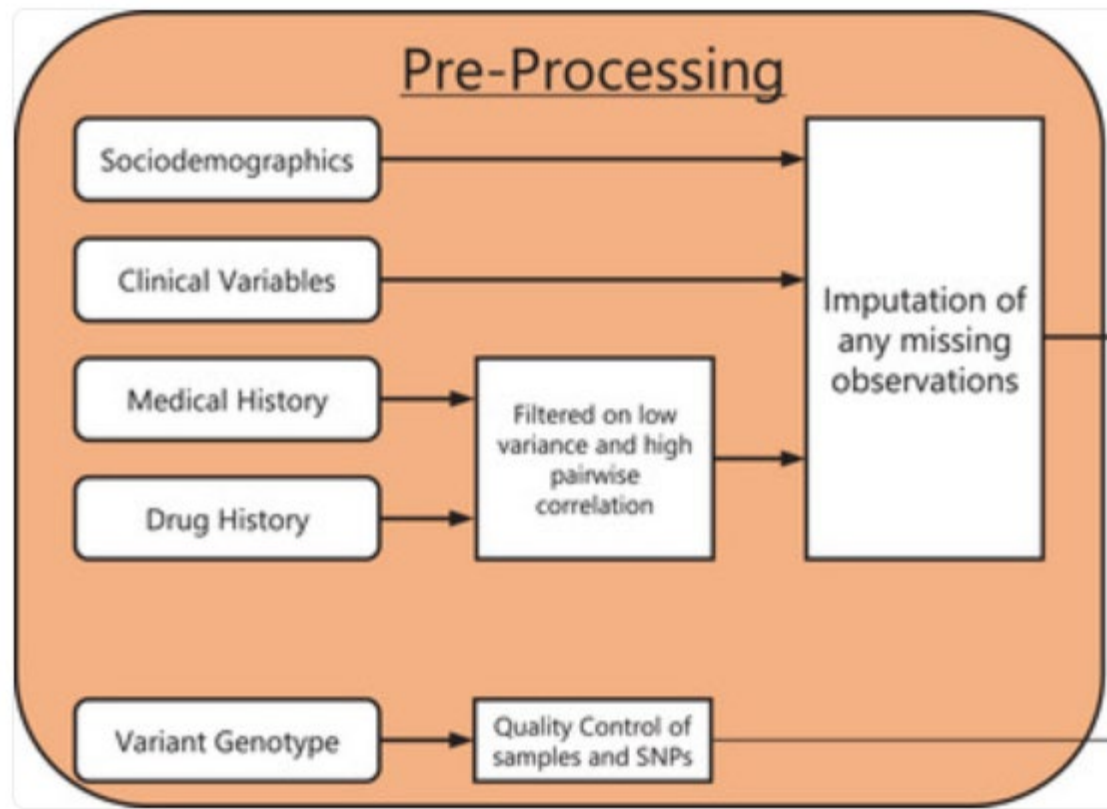 Pre-Processing
Sociodemographics
Clinical Variables
Medical History
Drug History
Filtered on low
variance and high
pairwise
correlation
Imputation of
any missing
observations
Variant Genotype
Quality Control of
samples and SNPs